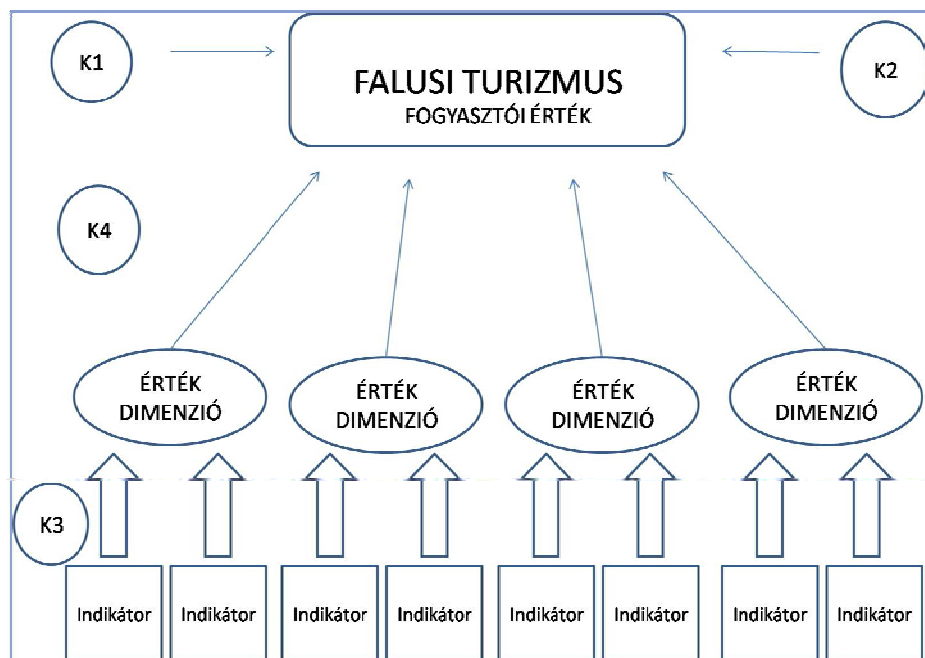 K1
FALUSI TURIZMUS
FOGYASZTÓI ÉRTÉK
K2
K4
ÉRTÉK
DIMENZIÓ
ÉRTÉK
DIMENZIÓ
ÉRTÉK
DIMENZIÓ
ÉRTÉK
DIMENZIÓ
K3
Indikátor
Indikátor
Indikátor
Indikátor
Indikátor
Indikátor
Indikátor
Indikátor